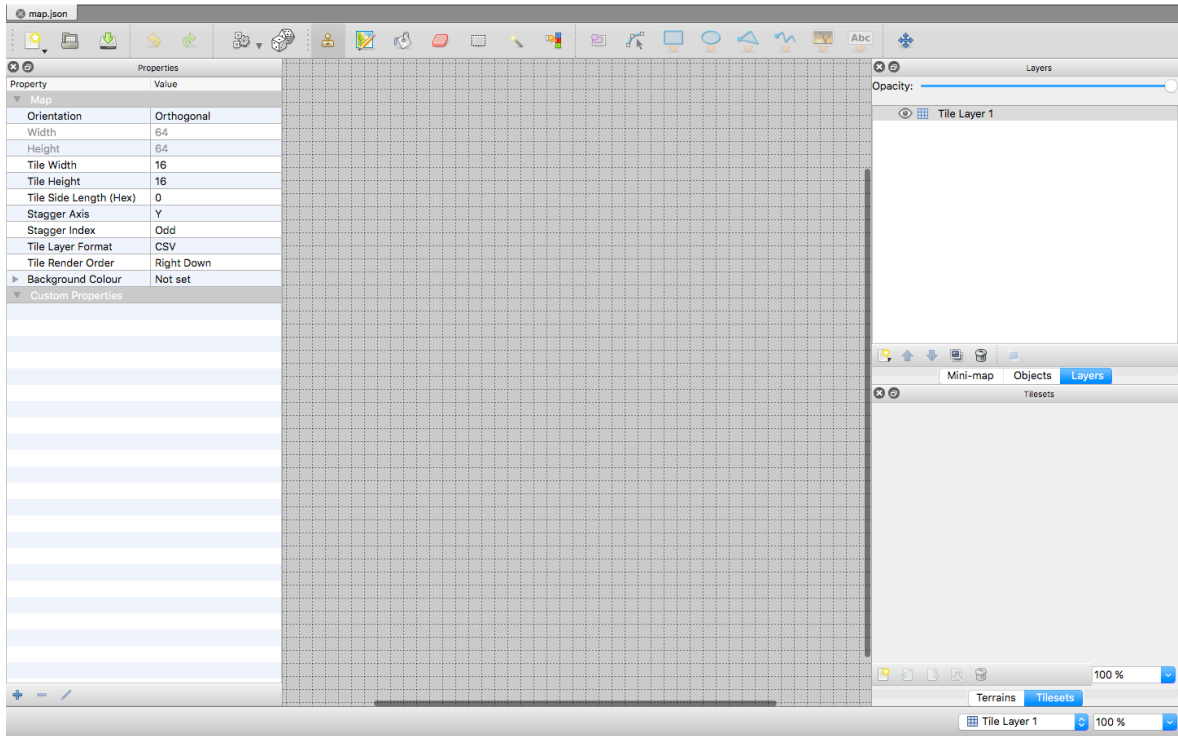 map.json
Abc
Properties
Property Value
Map
Orientation Orthogonal
Width 64
Height 64
Tile Width 16
Tile Height 16
Tile Side Length (Hex) 0
Stagger Axis Y
Stagger Index Odd
Tile Layer Format CSV
Tile Render Order Right Down
Background Colour Not set
Custom Properties
Layers
Opacity:
Tile Layer 1
Mini-map Objects Layers
Tilesets
100 %
Terrains Tilesets
Tile Layer 1 100 %